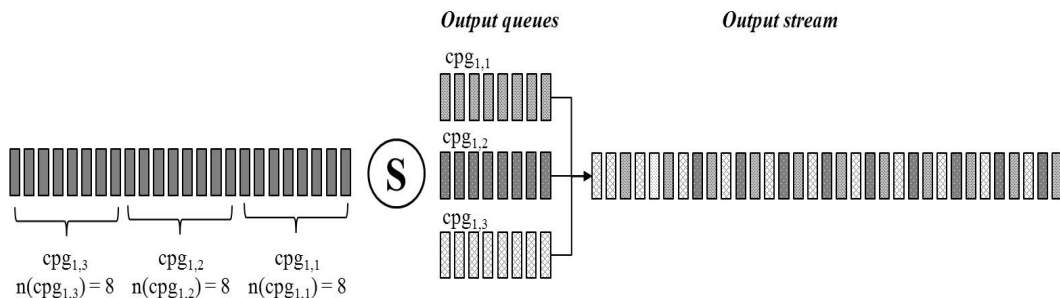 Output queues
Output stream
cpg1,1
cpg1,2
cpg1,3
S
cpg1,3
n(cpg1,3) = 8
cpg1,2
n(cpg1,2) = 8
cpg1,1
n(cpg1,1) = 8